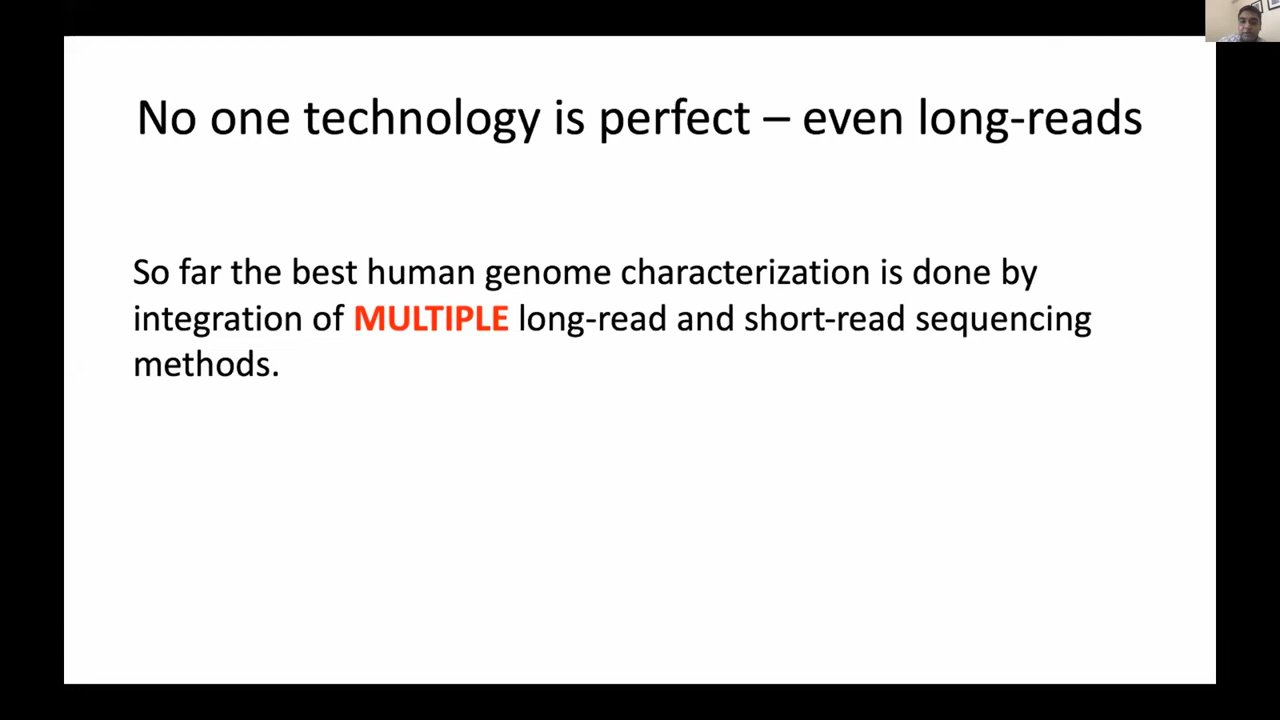 No one technology is perfect – even long-reads
So far the best human genome characterization is done by
integration of MULTIPLE long-read and short-read sequencing
methods.